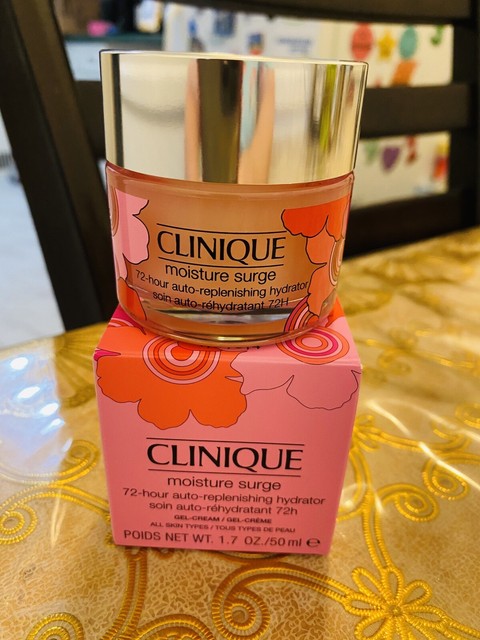 CLINIQUE
moisture surge
72-hour auto-replenishing hydrator
soin auto-réhydratant 72H
CLINIQUE
moisture surge
72-hour auto-replenishing hydrator
soin auto-réhydratant 72h
GEL-CREAM / GEL-CRÈME
ALL SKIN TYPES / TOUS TYPES DE PEAU
POIDS NET WT. 1.7 OZ./50 ml ℮